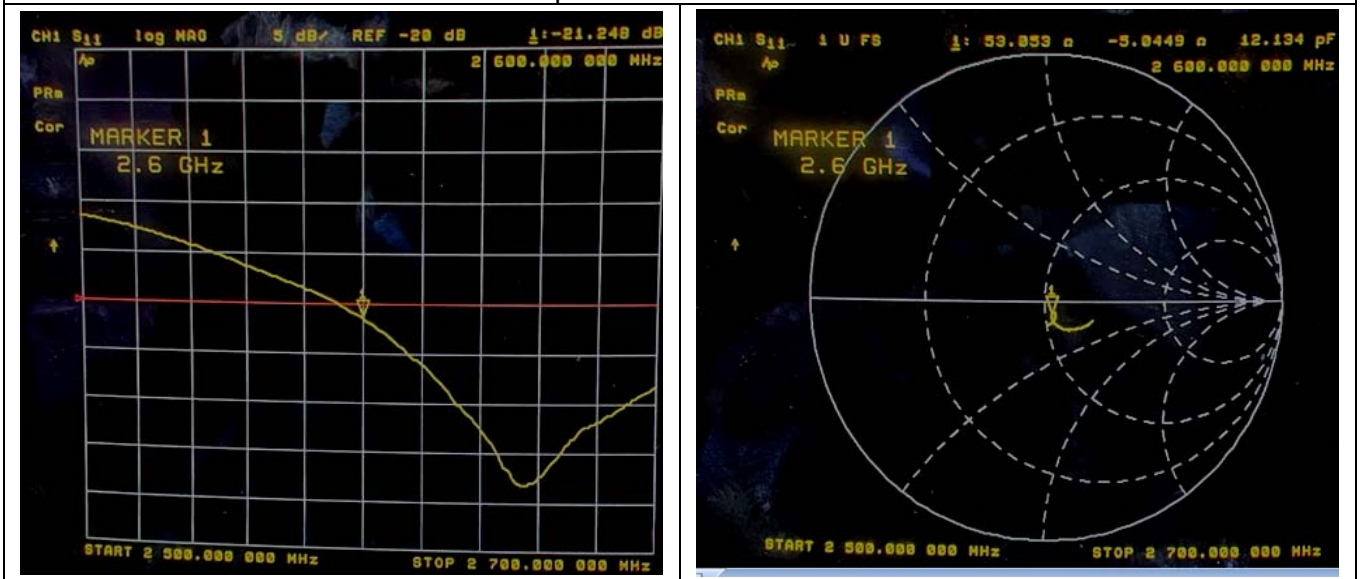 CH1 S11 log MAG 5 dB/ REF -20 dB 1:-21.248 dB
2 600.000 000 MHz
PRm
Cor
MARKER 1
2.6 GHz
1
START 2 500.000 000 MHz STOP 2 700.000 000 MHz
CH1 S11 1 U FS 1: 53.053 Ω -5.0449 Ω 12.134 pF
2 600.000 000 MHz
PRm
Cor
MARKER 1
2.6 GHz
1
START 2 500.000 000 MHz STOP 2 700.000 000 MHz